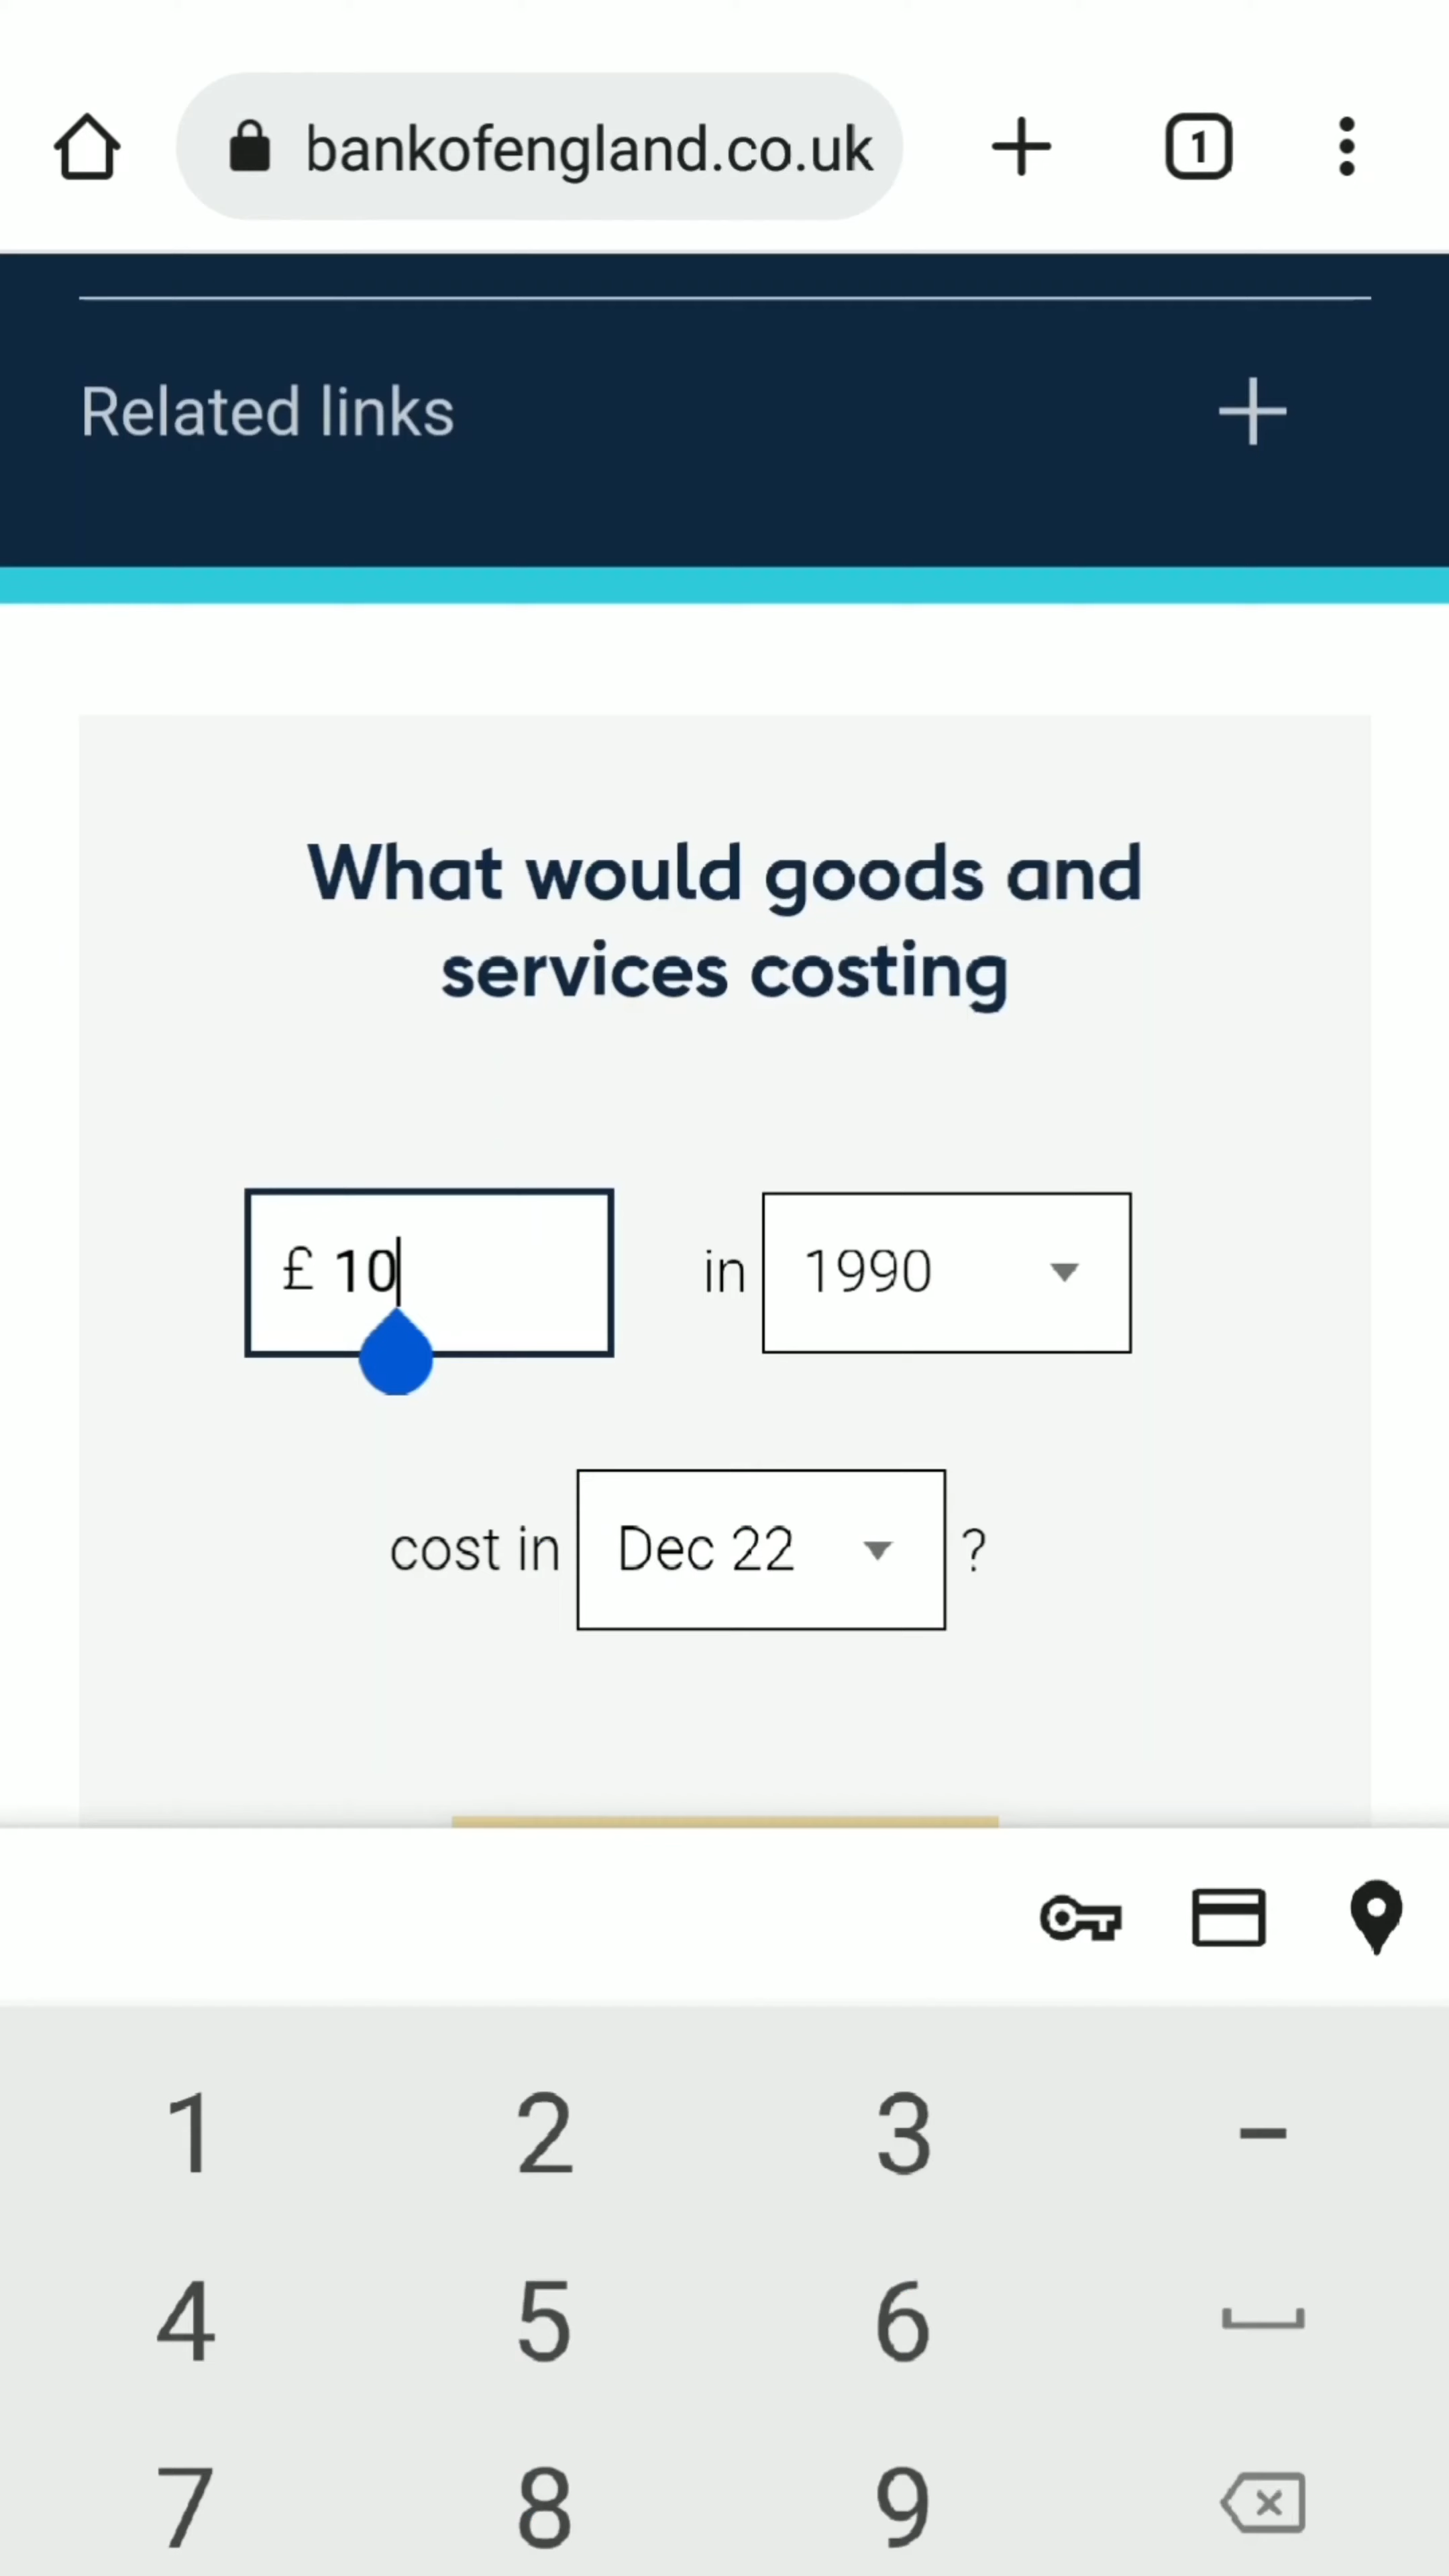 bankofengland.co.uk
1
Related links
What would goods and
services costing
£ 10
in
1990
cost in
Dec 22
?
1 2 3 -
4 5 6
7 8 9